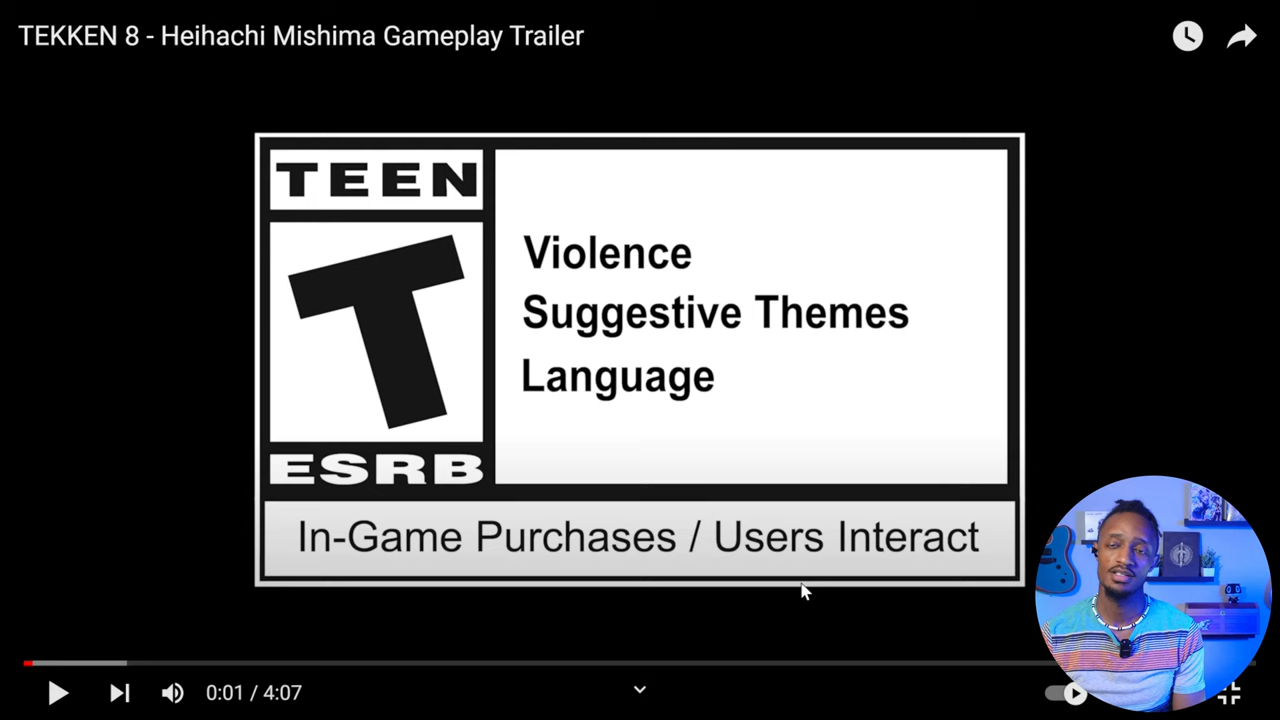 TEKKEN 8 - Heihachi Mishima Gameplay Trailer
TEEN
T
ESRB
Violence
Suggestive Themes
Language
In-Game Purchases / Users Interact
0:01 / 4:07